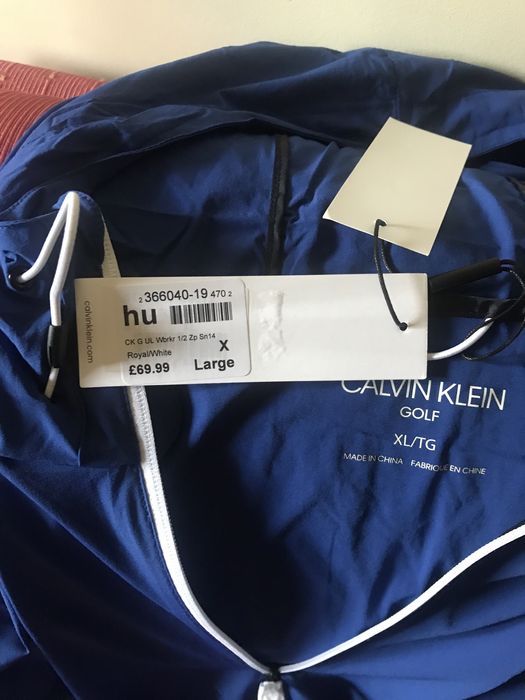 calvinklein.com
2 366040-19 470 2
hu
CK G UL Wbrkr 1/2 Zp Sn14
Royal/White
X
£69.99
Large
CALVIN KLEIN
GOLF
XL/TG
MADE IN CHINA FABRIQUE EN CHINE